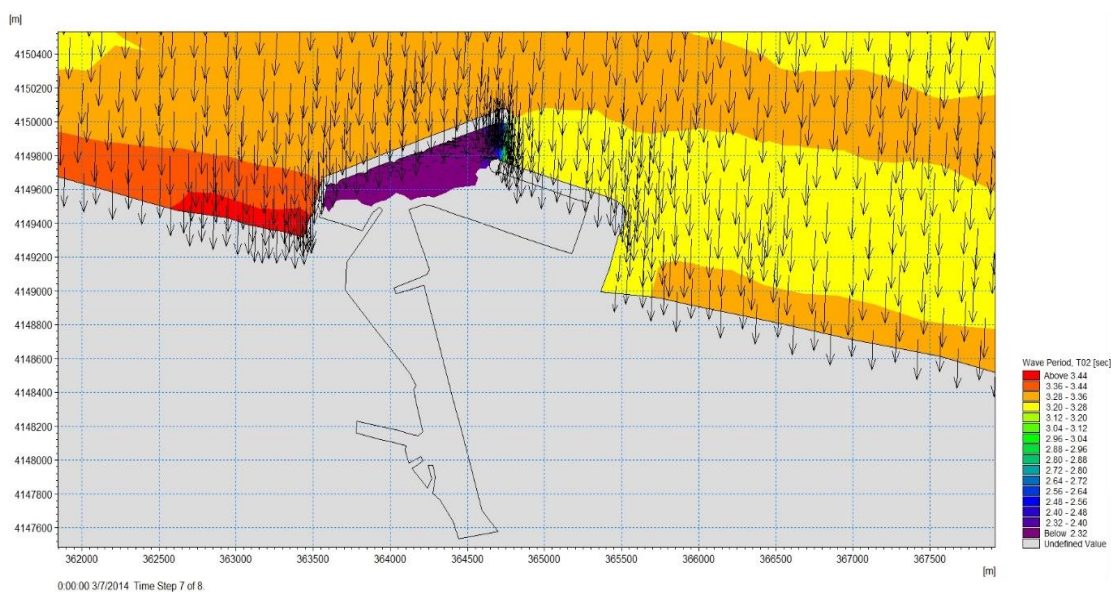 [m]
4150400
4150200
4150000
4149800
4149600
4149400
4149200
4149000
4148800
4148600
4148400
4148200
4148000
4147800
4147600
362000 362500 363000 363500 364000 364500 365000 365500 366000 366500 367000 367500
[m]
0:00:00 3/7/2014 Time Step 7 of 8.
Wave Period, T02 [sec]
Above 3.44
3.36 - 3.44
3.28 - 3.36
3.20 - 3.28
3.12 - 3.20
3.04 - 3.12
2.96 - 3.04
2.88 - 2.96
2.80 - 2.88
2.72 - 2.80
2.64 - 2.72
2.56 - 2.64
2.48 - 2.56
2.40 - 2.48
2.32 - 2.40
Below 2.32
Undefined Value